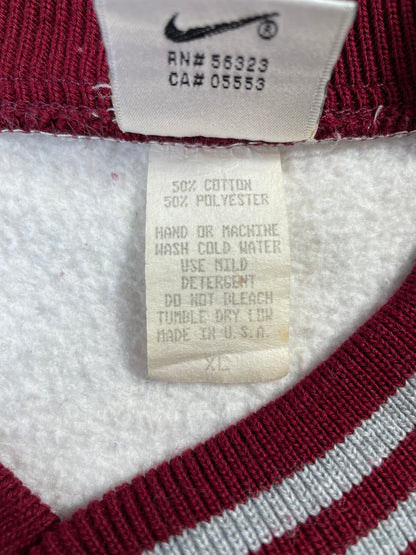 RN# 56323
CA# 05553
50% COTTON
50% POLYESTER
HAND OR MACHINE
WASH COLD WATER
USE MILD
DETERGENT
DO NOT BLEACH
TUMBLE DRY LOW
MADE IN U.S.A.
XL